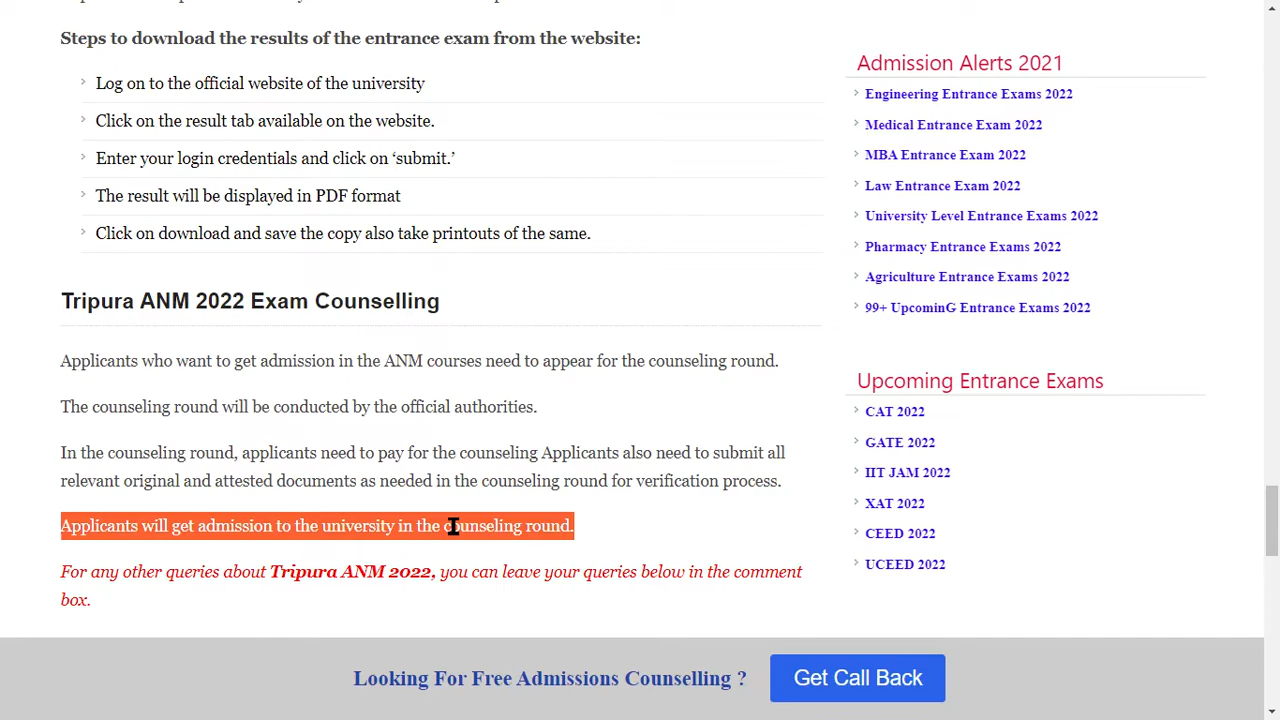 Steps to download the results of the entrance exam from the website:
Log on to the official website of the university
Click on the result tab available on the website.
Enter your login credentials and click on ‘submit.’
The result will be displayed in PDF format
Click on download and save the copy also take printouts of the same.
Tripura ANM 2022 Exam Counselling
Applicants who want to get admission in the ANM courses need to appear for the counseling round.
The counseling round will be conducted by the official authorities.
In the counseling round, applicants need to pay for the counseling Applicants also need to submit all
relevant original and attested documents as needed in the counseling round for verification process.
Applicants will get admission to the university in the counseling round.
For any other queries about Tripura ANM 2022, you can leave your queries below in the comment
box.
Admission Alerts 2021
Engineering Entrance Exams 2022
Medical Entrance Exam 2022
MBA Entrance Exam 2022
Law Entrance Exam 2022
University Level Entrance Exams 2022
Pharmacy Entrance Exams 2022
Agriculture Entrance Exams 2022
99+ UpcominG Entrance Exams 2022
Upcoming Entrance Exams
CAT 2022
GATE 2022
IIT JAM 2022
XAT 2022
CEED 2022
UCEED 2022
Looking For Free Admissions Counselling ?
Get Call Back